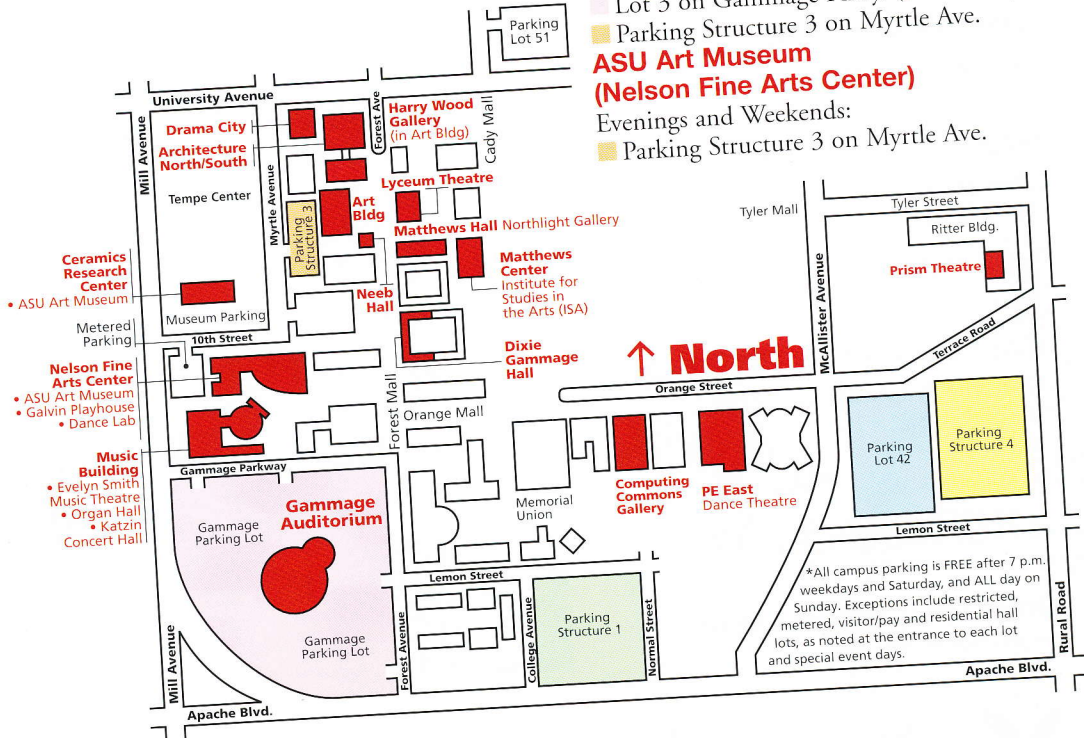 Lot 3 on Gammage
Parking Structure 3 on Myrtle Ave.
ASU Art Museum
(Nelson Fine Arts Center)
Evenings and Weekends:
Parking Structure 3 on Myrtle Ave.
Parking
Lot 51
University Avenue
Mill Avenue
Drama City
Architecture
North/South
Forest Ave
Harry Wood
Gallery
(in Art Bldg)
Cady Mall
Tempe Center
Myrtle Avenue
Parking
Structure 3
Art
Bldg
Lyceum Theatre
Matthews Hall Northlight Gallery
Matthews
Center
Institute for
Studies in
the Arts (ISA)
Neeb
Hall
Tyler Mall
Tyler Street
Ritter Bldg.
Prism Theatre
McAllister Avenue
Terrace Road
Ceramics
Research
Center
• ASU Art Museum
Museum Parking
Metered
Parking
10th Street
Nelson Fine
Arts Center
• ASU Art Museum
• Galvin Playhouse
• Dance Lab
Dixie
Gammage
Hall
↑ North
Orange Street
Forest Mall
Orange Mall
Music
Building
• Evelyn Smith
Music Theatre
• Organ Hall
• Katzin
Concert Hall
Gammage Parkway
Gammage
Auditorium
Gammage
Parking Lot
Gammage
Parking Lot
Memorial
Union
Computing
Commons
Gallery
PE East
Dance Theatre
Parking
Lot 42
Parking
Structure 4
Lemon Street
Lemon Street
Parking
Structure 1
Mill Avenue
Forest Avenue
College Avenue
Normal Street
Rural Road
*All campus parking is FREE after 7 p.m.
weekdays and Saturday, and ALL day on
Sunday. Exceptions include restricted,
metered, visitor/pay and residential hall
lots, as noted at the entrance to each lot
and special event days.
Apache Blvd.
Apache Blvd.